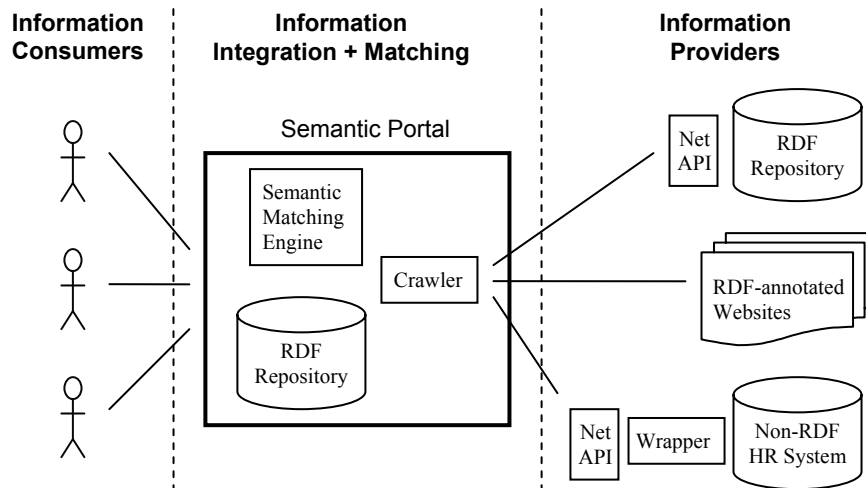 Information
Consumers
Information
Integration + Matching
Information
Providers
Semantic Portal
Semantic
Matching
Engine
Crawler
RDF
Repository
Net
API
RDF
Repository
RDF-annotated
Websites
Net
API
Wrapper
Non-RDF
HR System